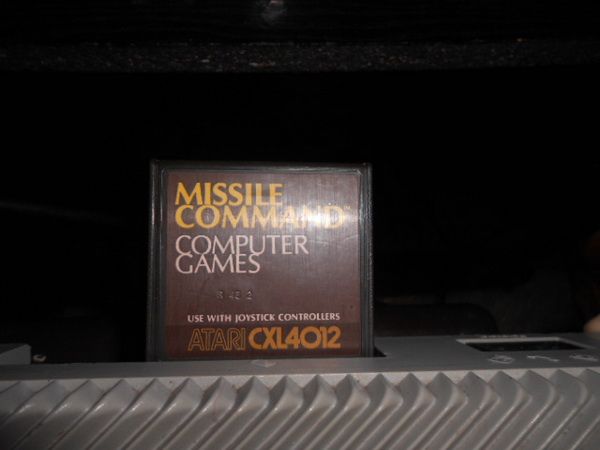 MISSILE
COMMAND™
COMPUTER
GAMES
USE WITH JOYSTICK CONTROLLERS
ATARI CXL4012